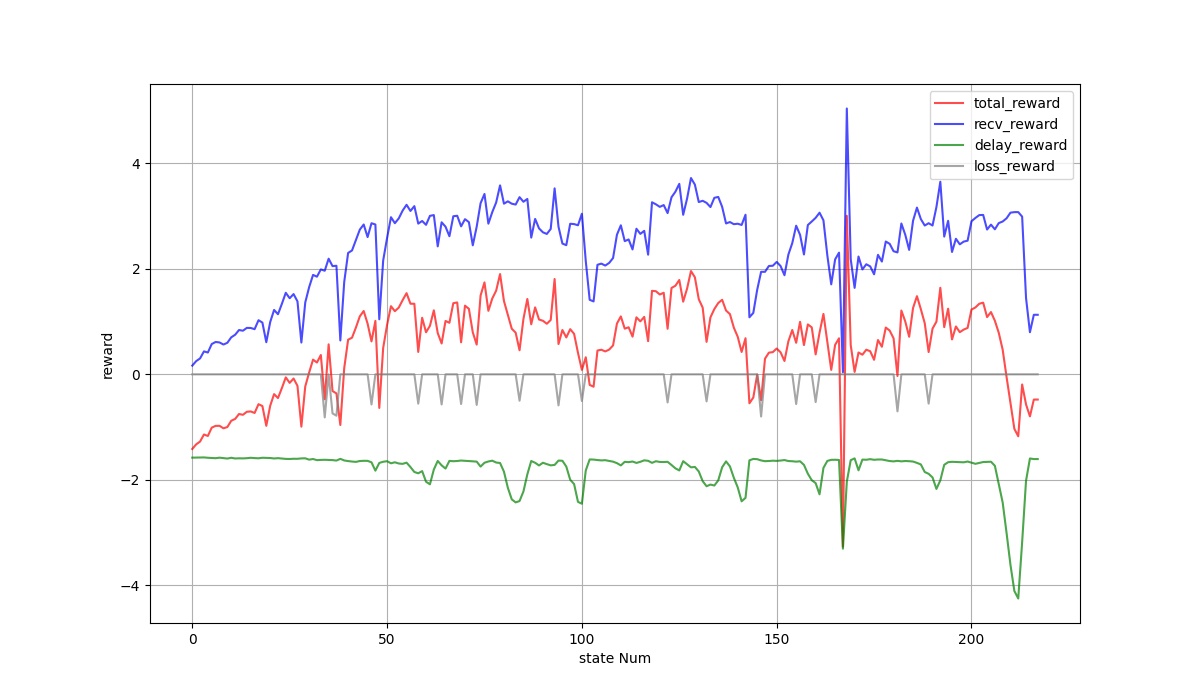 total_reward
recv_reward
delay_reward
loss_reward
reward
4
2
0
−2
−4
0 50 100 150 200
state Num